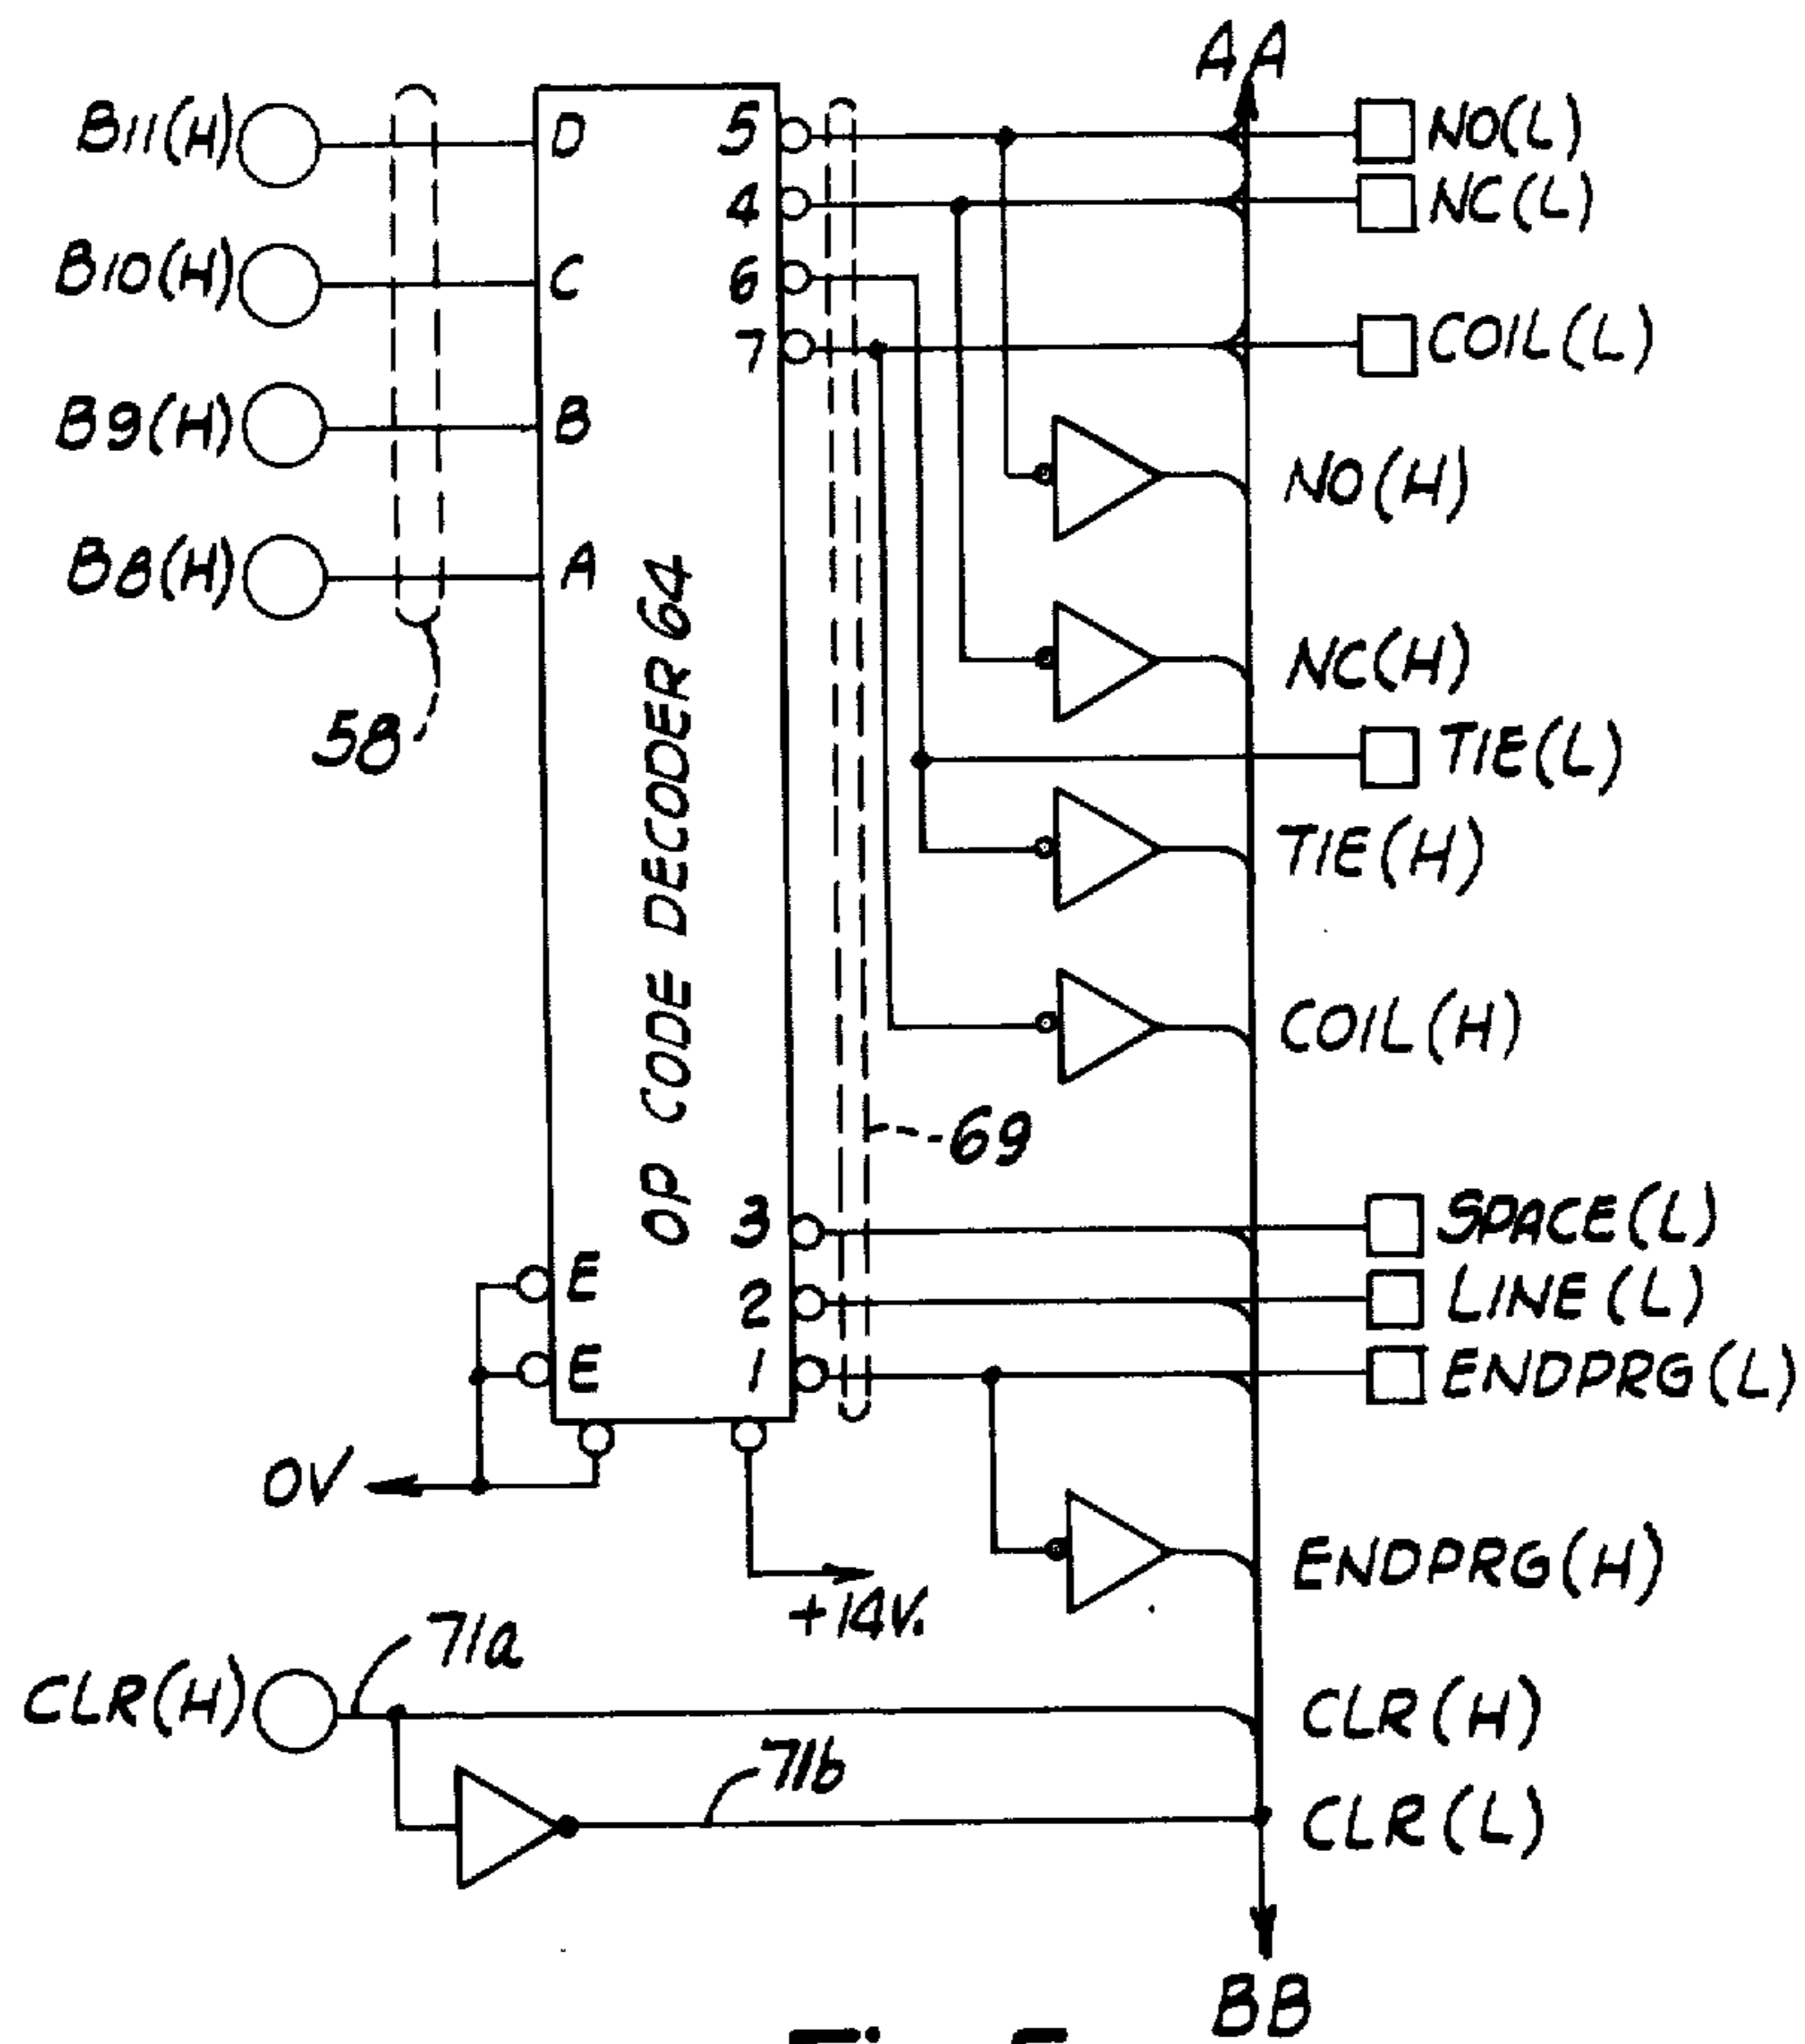 AA
B11(H)
D
5
NO(L)
4
NC(L)
B10(H)
C
6
7
COIL(L)
B9(H)
B
NO(H)
B8(H)
A
OP CODE DECODER 64
58
NC(H)
TIE(L)
TIE(H)
COIL(H)
69
3
SPACE(L)
E
2
LINE(L)
E
1
ENDPRG(L)
0V
+14V.
ENDPRG(H)
71a
CLR(H)
CLR(H)
71b
CLR(L)
BB